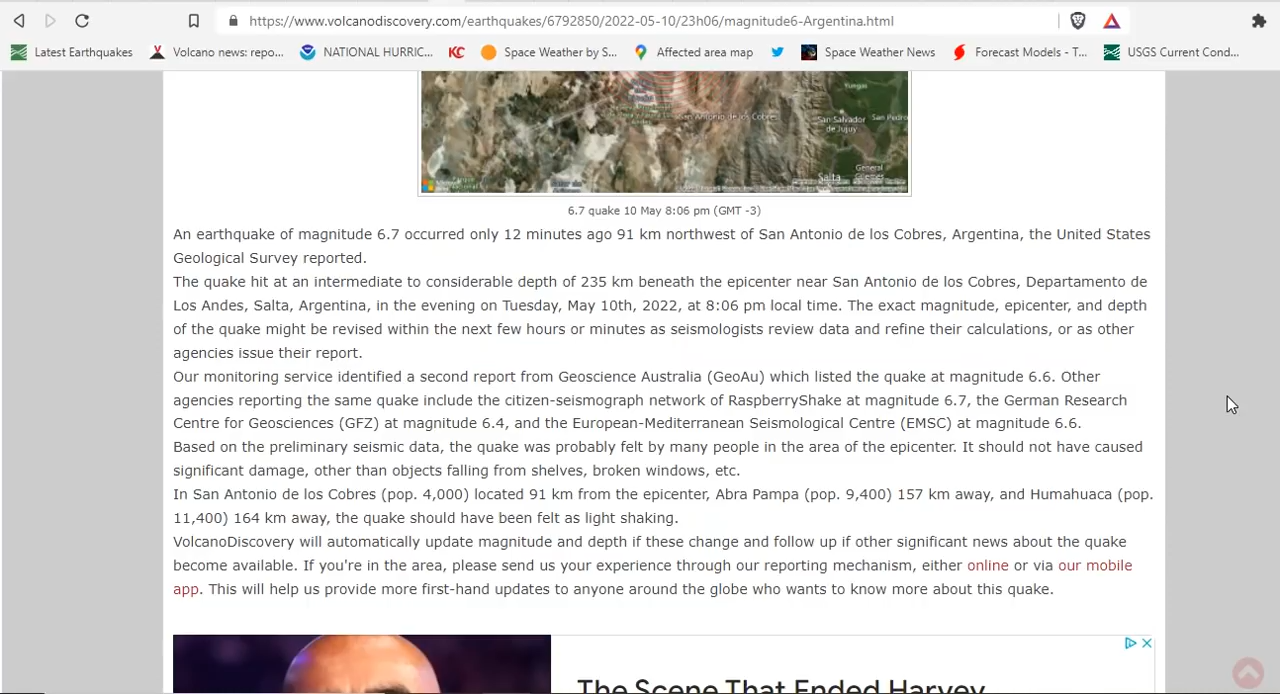 https://www.volcanodiscovery.com/earthquakes/6792850/2022-05-10/23h06/magnitude6-Argentina.html
Latest Earthquakes Volcano news: repo... NATIONAL HURRIC... KC Space Weather by S... Affected area map Space Weather News Forecast Models - T... USGS Current Cond...
Yungas
San Antonio de los Cobres
San Salvador de Jujuy
San Pedro
General Güemes
Salta
6.7 quake 10 May 8:06 pm (GMT -3)
An earthquake of magnitude 6.7 occurred only 12 minutes ago 91 km northwest of San Antonio de los Cobres, Argentina, the United States
Geological Survey reported.
The quake hit at an intermediate to considerable depth of 235 km beneath the epicenter near San Antonio de los Cobres, Departamento de
Los Andes, Salta, Argentina, in the evening on Tuesday, May 10th, 2022, at 8:06 pm local time. The exact magnitude, epicenter, and depth
of the quake might be revised within the next few hours or minutes as seismologists review data and refine their calculations, or as other
agencies issue their report.
Our monitoring service identified a second report from Geoscience Australia (GeoAu) which listed the quake at magnitude 6.6. Other
agencies reporting the same quake include the citizen-seismograph network of RaspberryShake at magnitude 6.7, the German Research
Centre for Geosciences (GFZ) at magnitude 6.4, and the European-Mediterranean Seismological Centre (EMSC) at magnitude 6.6.
Based on the preliminary seismic data, the quake was probably felt by many people in the area of the epicenter. It should not have caused
significant damage, other than objects falling from shelves, broken windows, etc.
In San Antonio de los Cobres (pop. 4,000) located 91 km from the epicenter, Abra Pampa (pop. 9,400) 157 km away, and Humahuaca (pop.
11,400) 164 km away, the quake should have been felt as light shaking.
VolcanoDiscovery will automatically update magnitude and depth if these change and follow up if other significant news about the quake
become available. If you're in the area, please send us your experience through our reporting mechanism, either online or via our mobile
app. This will help us provide more first-hand updates to anyone around the globe who wants to know more about this quake.
The Scene That Ended Harvey